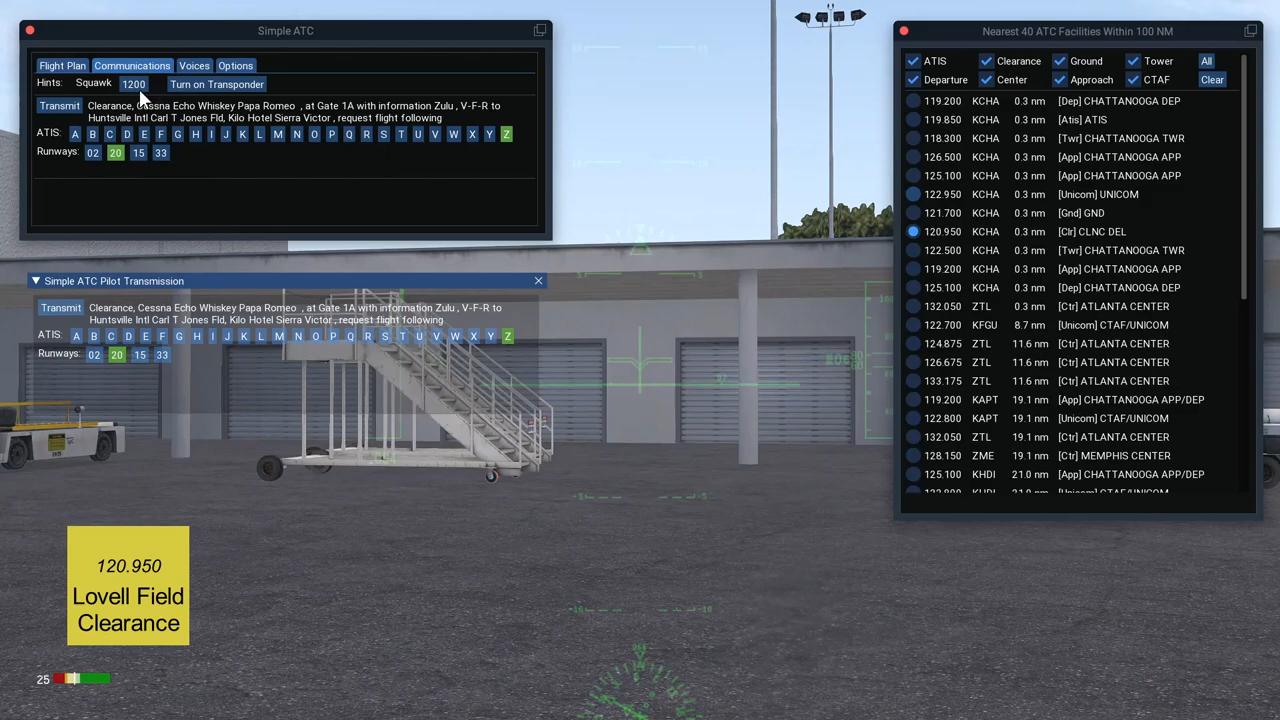 Simple ATC
Flight Plan Communications Voices Options
Hints: Squawk 1200 Turn on Transponder
Transmit Clearance, Cessna Echo Whiskey Papa Romeo , at Gate 1A with information Zulu , V-F-R to
Huntsville Intl Carl T Jones Fld, Kilo Hotel Sierra Victor , request flight following
ATIS: A B C D E F G H I J K L M N O P Q R S T U V W X Y Z
Runways: 02 20 15 33
Simple ATC Pilot Transmission
Transmit Clearance, Cessna Echo Whiskey Papa Romeo , at Gate 1A with information Zulu , V-F-R to
Huntsville Intl Carl T Jones Fld, Kilo Hotel Sierra Victor , request flight following
ATIS: A B C D E F G H I J K L M N O P Q R S T U V W X Y Z
Runways: 02 20 15 33
120.950
Lovell Field
Clearance
25
Nearest 40 ATC Facilities Within 100 NM
ATIS Clearance Ground Tower All
Departure Center Approach CTAF Clear
119.200 KCHA 0.3 nm [Dep] CHATTANOOGA DEP
119.850 KCHA 0.3 nm [Atis] ATIS
118.300 KCHA 0.3 nm [Twr] CHATTANOOGA TWR
126.500 KCHA 0.3 nm [App] CHATTANOOGA APP
125.100 KCHA 0.3 nm [App] CHATTANOOGA APP
122.950 KCHA 0.3 nm [Unicom] UNICOM
121.700 KCHA 0.3 nm [Gnd] GND
120.950 KCHA 0.3 nm [Clr] CLNC DEL
122.500 KCHA 0.3 nm [Twr] CHATTANOOGA TWR
119.200 KCHA 0.3 nm [App] CHATTANOOGA APP
125.100 KCHA 0.3 nm [Dep] CHATTANOOGA DEP
132.050 ZTL 0.3 nm [Ctr] ATLANTA CENTER
122.700 KFGU 8.7 nm [Unicom] CTAF/UNICOM
124.875 ZTL 11.6 nm [Ctr] ATLANTA CENTER
126.675 ZTL 11.6 nm [Ctr] ATLANTA CENTER
133.175 ZTL 11.6 nm [Ctr] ATLANTA CENTER
119.200 KAPT 19.1 nm [App] CHATTANOOGA APP/DEP
122.800 KAPT 19.1 nm [Unicom] CTAF/UNICOM
132.050 ZTL 19.1 nm [Ctr] ATLANTA CENTER
128.150 ZME 19.1 nm [Ctr] MEMPHIS CENTER
125.100 KHDI 21.0 nm [App] CHATTANOOGA APP/DEP
122.800 KHDI 21.0 nm [Unicom] CTAF/UNICOM